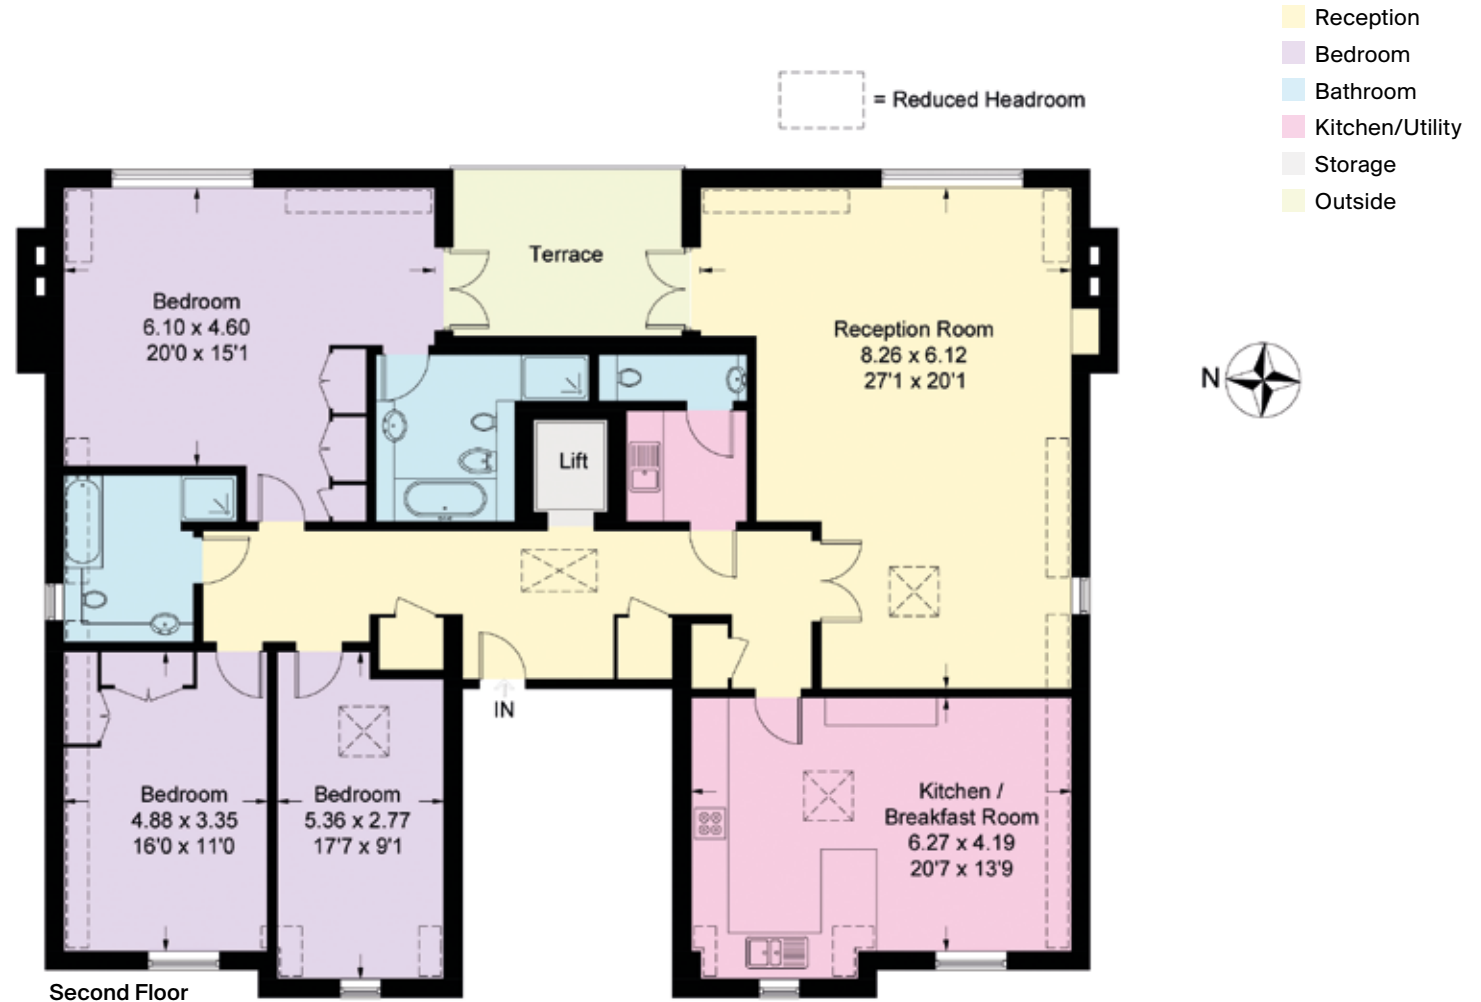 Reception
Bedroom
Bathroom
Kitchen/Utility
Storage
Outside
= Reduced Headroom
Terrace
Bedroom
6.10 x 4.60
20'0 x 15'1
Reception Room
8.26 x 6.12
27'1 x 20'1
N
Lift
IN
Bedroom
4.88 x 3.35
16'0 x 11'0
Bedroom
5.36 x 2.77
17'7 x 9'1
Kitchen /
Breakfast Room
6.27 x 4.19
20'7 x 13'9
Second Floor